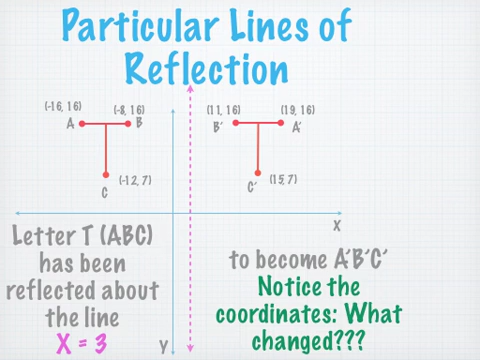 Particular Lines of
Reflection
(-16, 16) (-8, 16) (11, 16) (19, 16)
A B B' A'
(-12, 7) (15, 7)
C C'
X
Letter T (ABC)
has been
reflected about
the line
X = 3
to become A'B'C'
Notice the
coordinates: What
changed???
Y